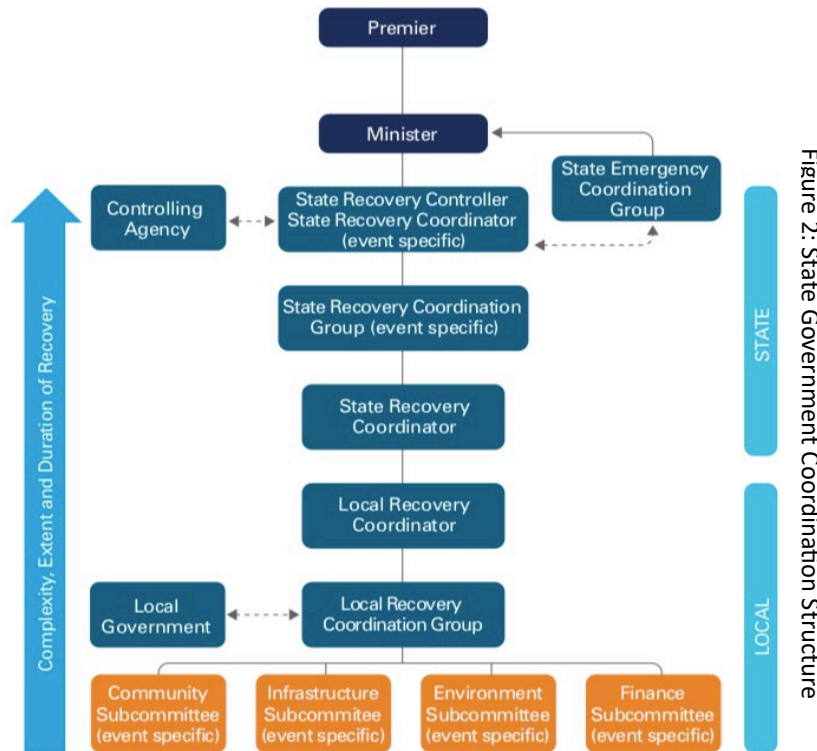 Premier
Minister
State Emergency
Coordination
Group
Controlling
Agency
State Recovery Controller
State Recovery Coordinator
(event specific)
State Recovery Coordination
Group (event specific)
State Recovery
Coordinator
Local Recovery
Coordinator
Local
Government
Local Recovery
Coordination Group
Community
Subcommittee
(event specific)
Infrastructure
Subcommitee
(event specific)
Environment
Subcommittee
(event specific)
Finance
Subcommittee
(event specific)
Complexity, Extent and Duration of Recovery
STATE
LOCAL
Figure 2: State Government Coordination Structure